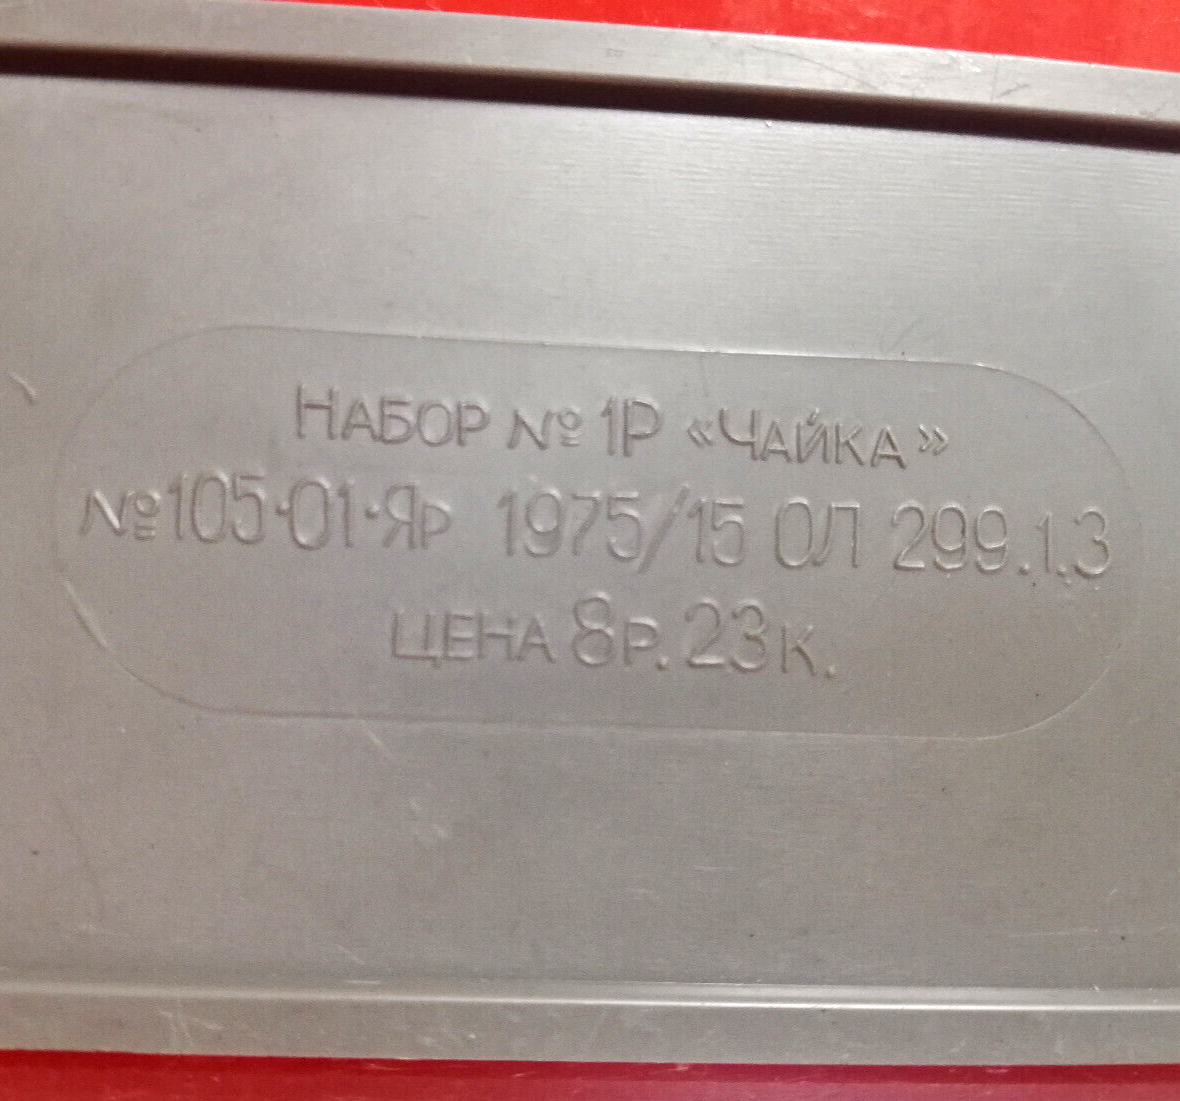 НАБОР № 1Р «ЧАЙКА»
№105·01·ЯР 1975/15 ОЛ 299.1.3
ЦЕНА 8Р. 23К.